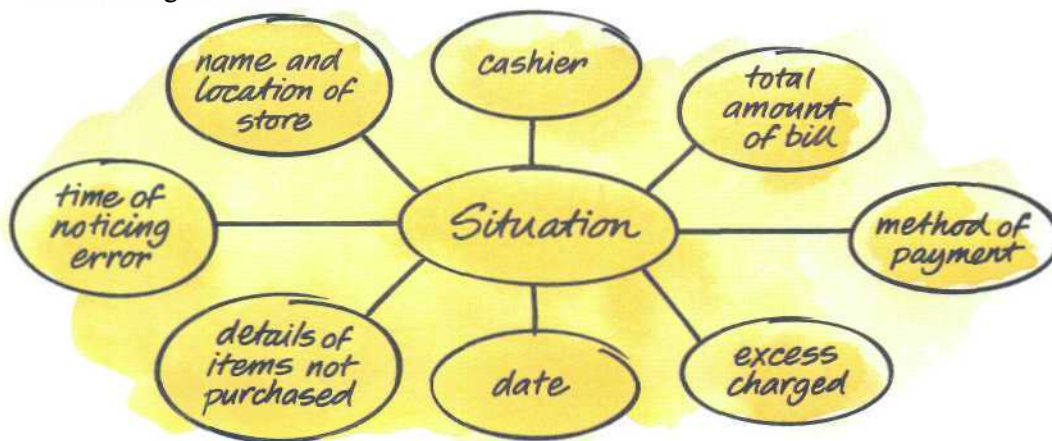 name and
location of
store
cashier
total
amount
of bill
time of
noticing
error
Situation
method of
payment
details of
items not
purchased
date
excess
charged